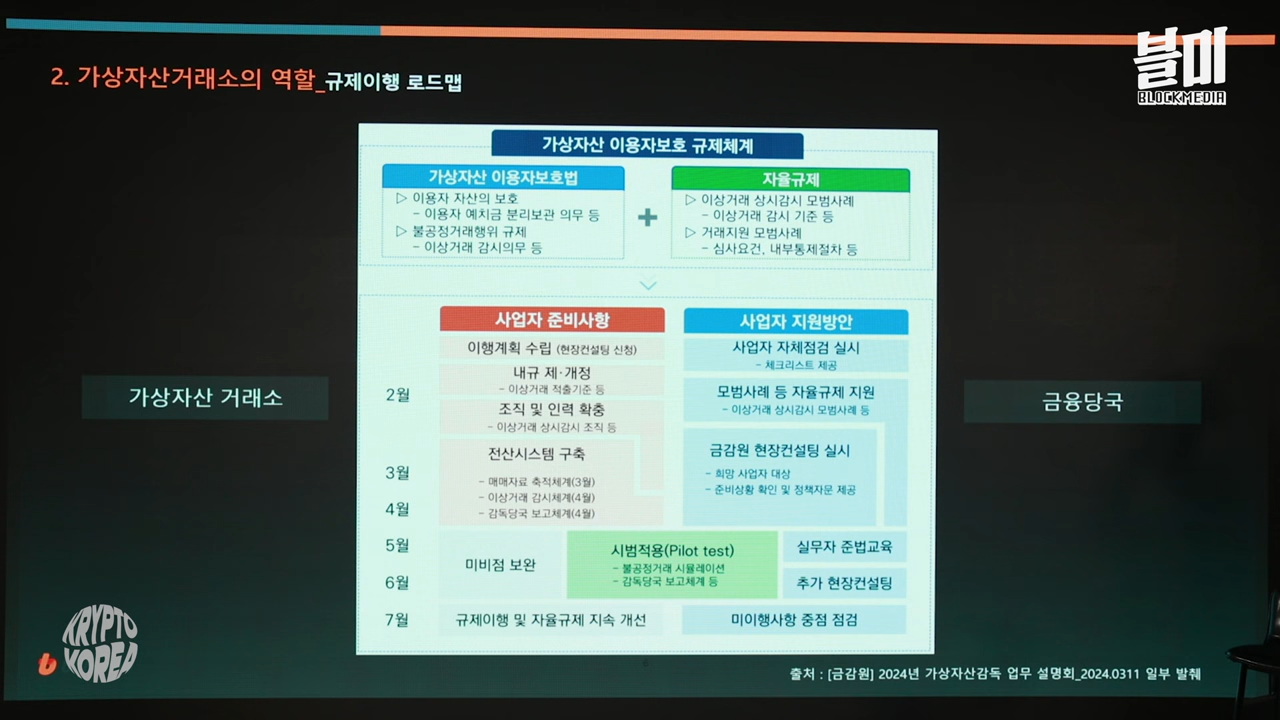 2. 가상자산거래소의 역할_규제이행 로드맵
블미
BLOCKMEDIA
가상자산 이용자보호 규제체계
가상자산 이용자보호법
▷ 이용자 자산의 보호
- 이용자 예치금 분리보관 의무 등
▷ 불공정거래행위 규제
- 이상거래 감시의무 등
+
자율규제
▷ 이상거래 상시감시 모범사례
- 이상거래 감시 기준 등
▷ 거래지원 모범사례
- 심사요건, 내부통제절차 등
가상자산 거래소
금융당국
사업자 준비사항
사업자 지원방안
이행계획 수립 (현장컨설팅 신청)
사업자 자체점검 실시
- 체크리스트 제공
2월
내규 제·개정
- 이상거래 적출기준 등
조직 및 인력 확충
- 이상거래 상시감시 조직 등
모범사례 등 자율규제 지원
- 이상거래 상시감시 모범사례 등
3월
4월
전산시스템 구축
- 매매자료 축적체계(3월)
- 이상거래 감시체계(4월)
- 감독당국 보고체계(4월)
금감원 현장컨설팅 실시
- 희망 사업자 대상
- 준비상황 확인 및 정책자문 제공
5월
6월
미비점 보완
시범적용(Pilot test)
- 불공정거래 시뮬레이션
- 감독당국 보고체계 등
실무자 준법교육
추가 현장컨설팅
7월
규제이행 및 자율규제 지속 개선
미이행사항 중점 점검
KRYPTO
KOREA
b
출처 : [금감원] 2024년 가상자산감독 업무 설명회_2024.0311 일부 발췌